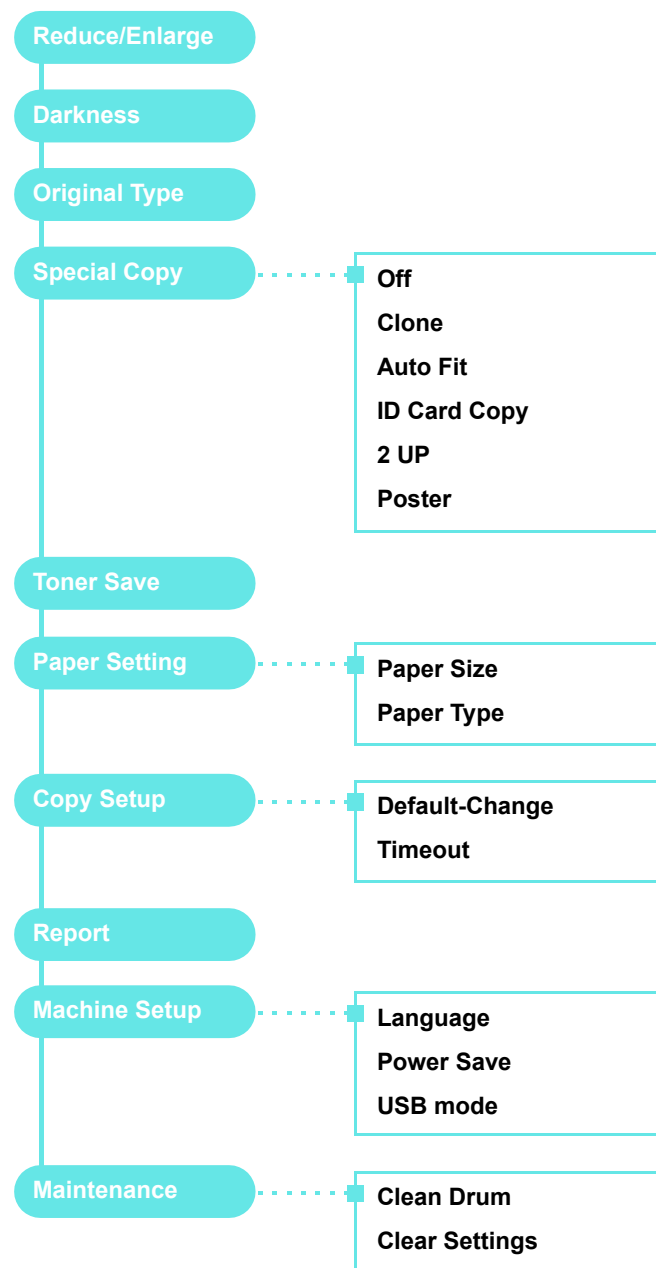 Reduce/Enlarge
Darkness
Original Type
Special Copy
Off
Clone
Auto Fit
ID Card Copy
2 UP
Poster
Toner Save
Paper Setting
Paper Size
Paper Type
Copy Setup
Default-Change
Timeout
Report
Machine Setup
Language
Power Save
USB mode
Maintenance
Clean Drum
Clear Settings